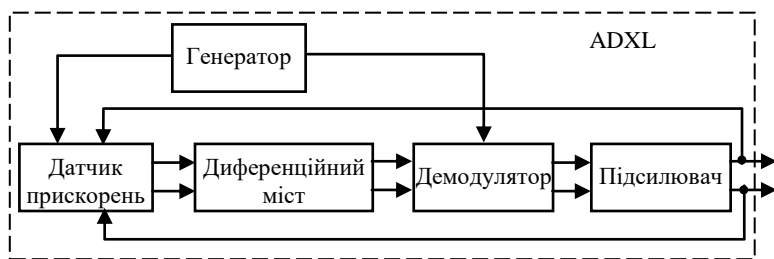 ADXL
Генератор
Датчик
прискорень
Диференційний
міст
Демодулятор
Підсилювач